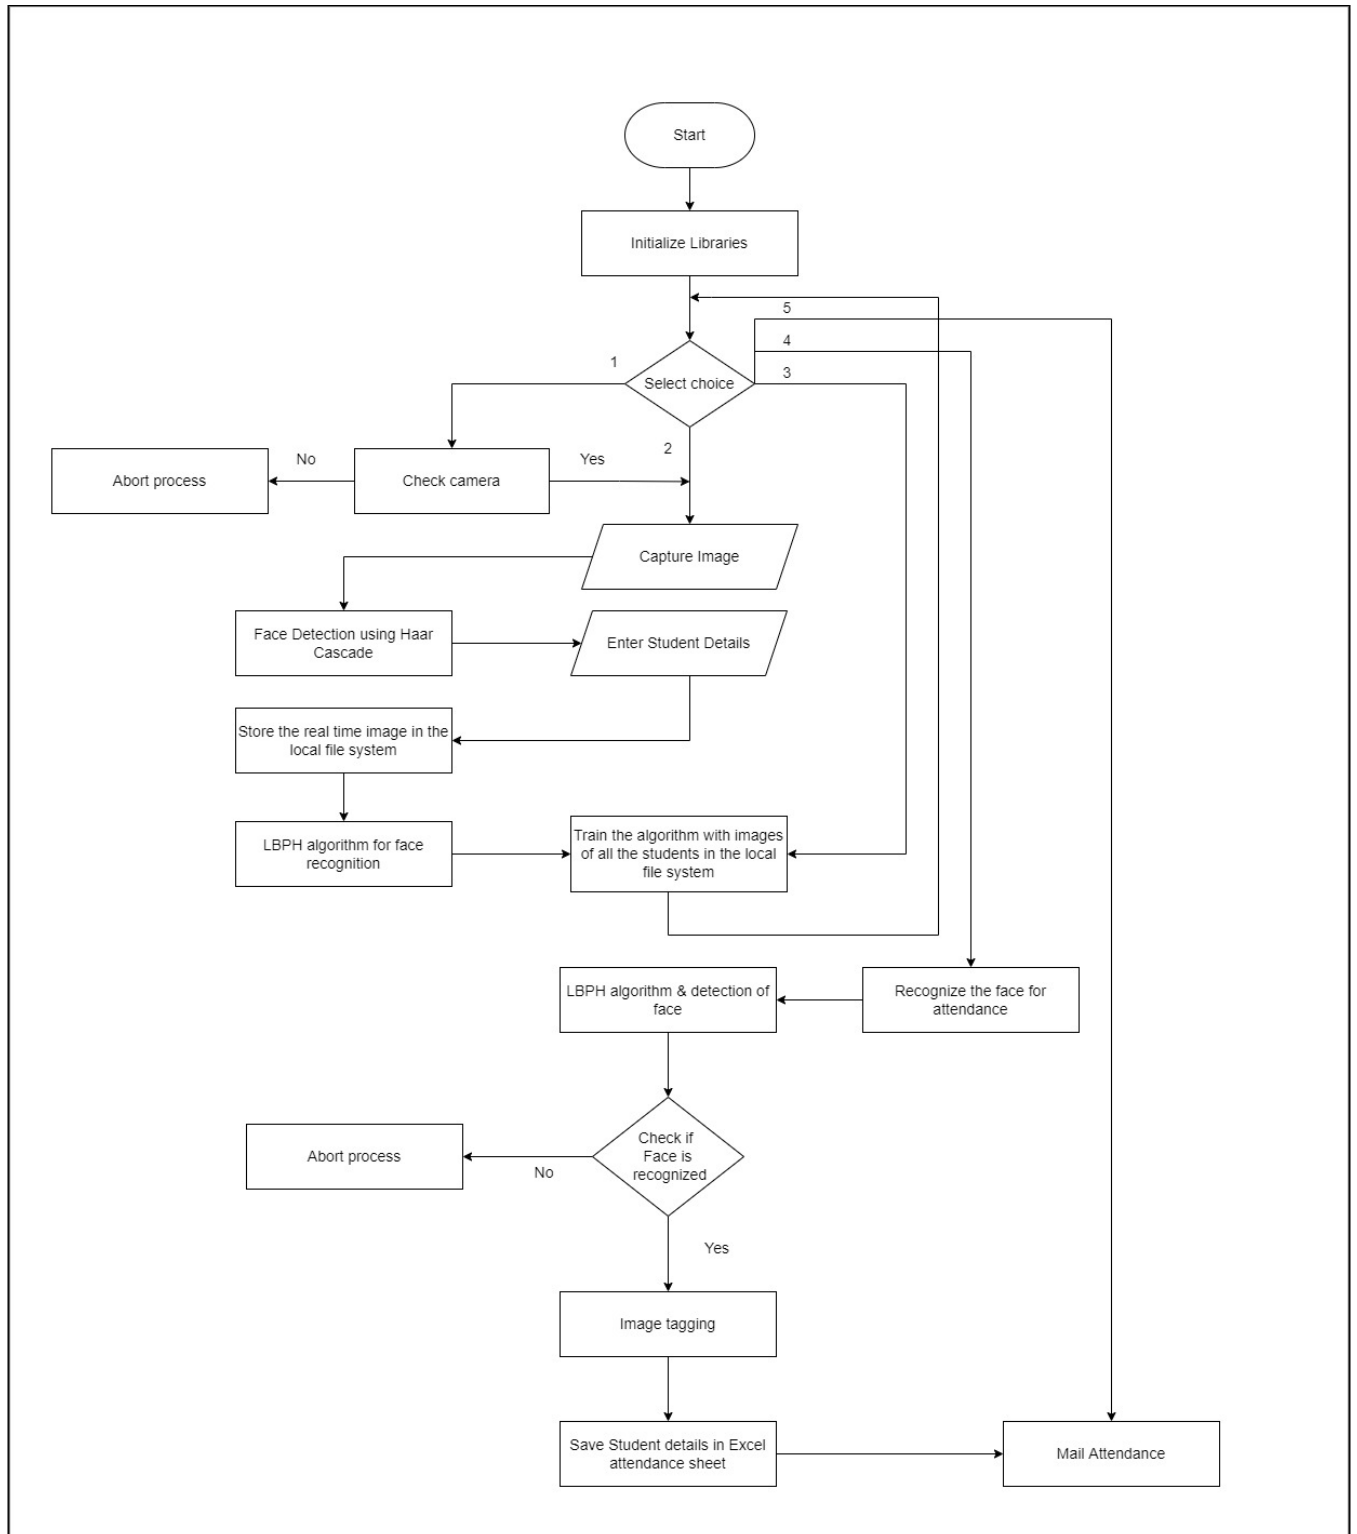 Start
Initialize Libraries
5
4
3
1
Select choice
2
No
Yes
Abort process
Check camera
Capture Image
Face Detection using Haar
Cascade
Enter Student Details
Store the real time image in the
local file system
LBPH algorithm for face
recognition
Train the algorithm with images
of all the students in the local
file system
LBPH algorithm & detection of
face
Recognize the face for
attendance
Check if
Face is
recognized
Abort process
No
Yes
Image tagging
Save Student details in Excel
attendance sheet
Mail Attendance